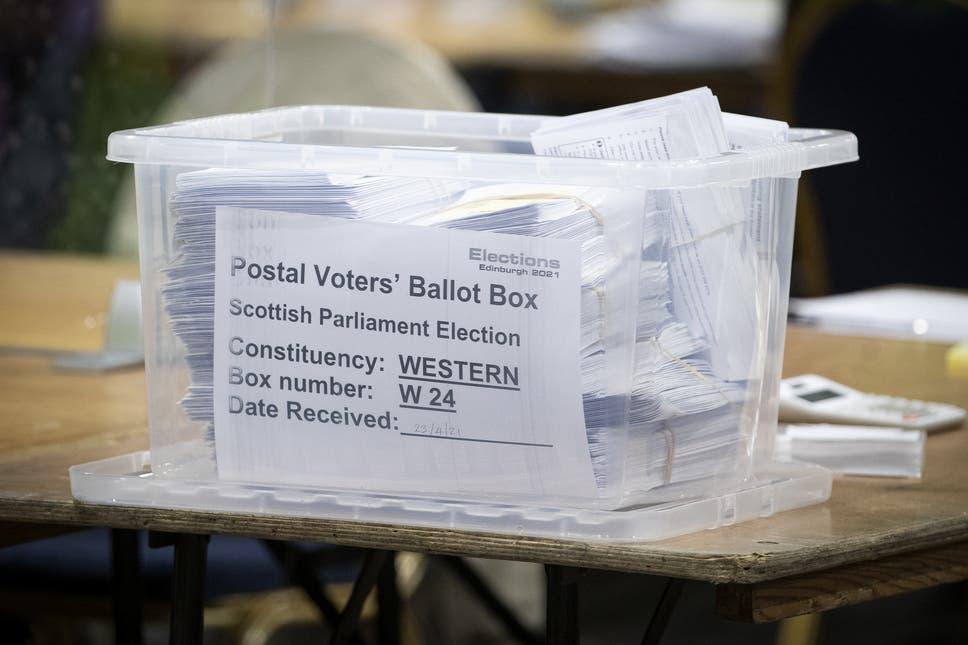 Elections
Edinburgh 2021
Postal Voters' Ballot Box
Scottish Parliament Election
Constituency: WESTERN
Box number: W 24
Date Received: 23/4/21